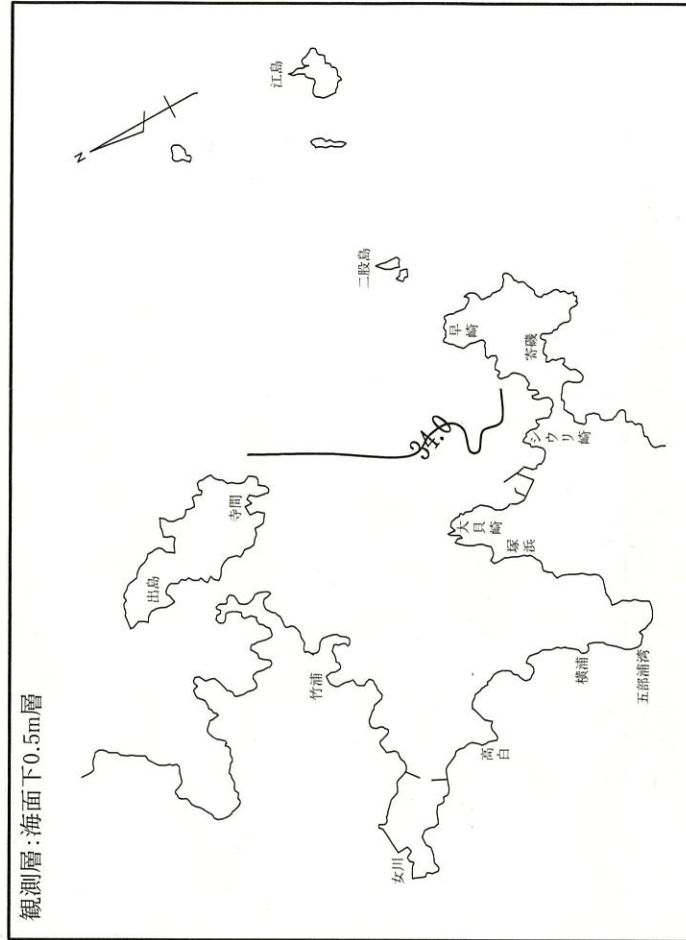 観測層:海面下0.5m層
N
江島
二股島
早崎
寄磯
シウリ崎
34.0
大貝崎
塚浜
寺間
出島
竹浦
横浦
五部浦湾
高白
女川